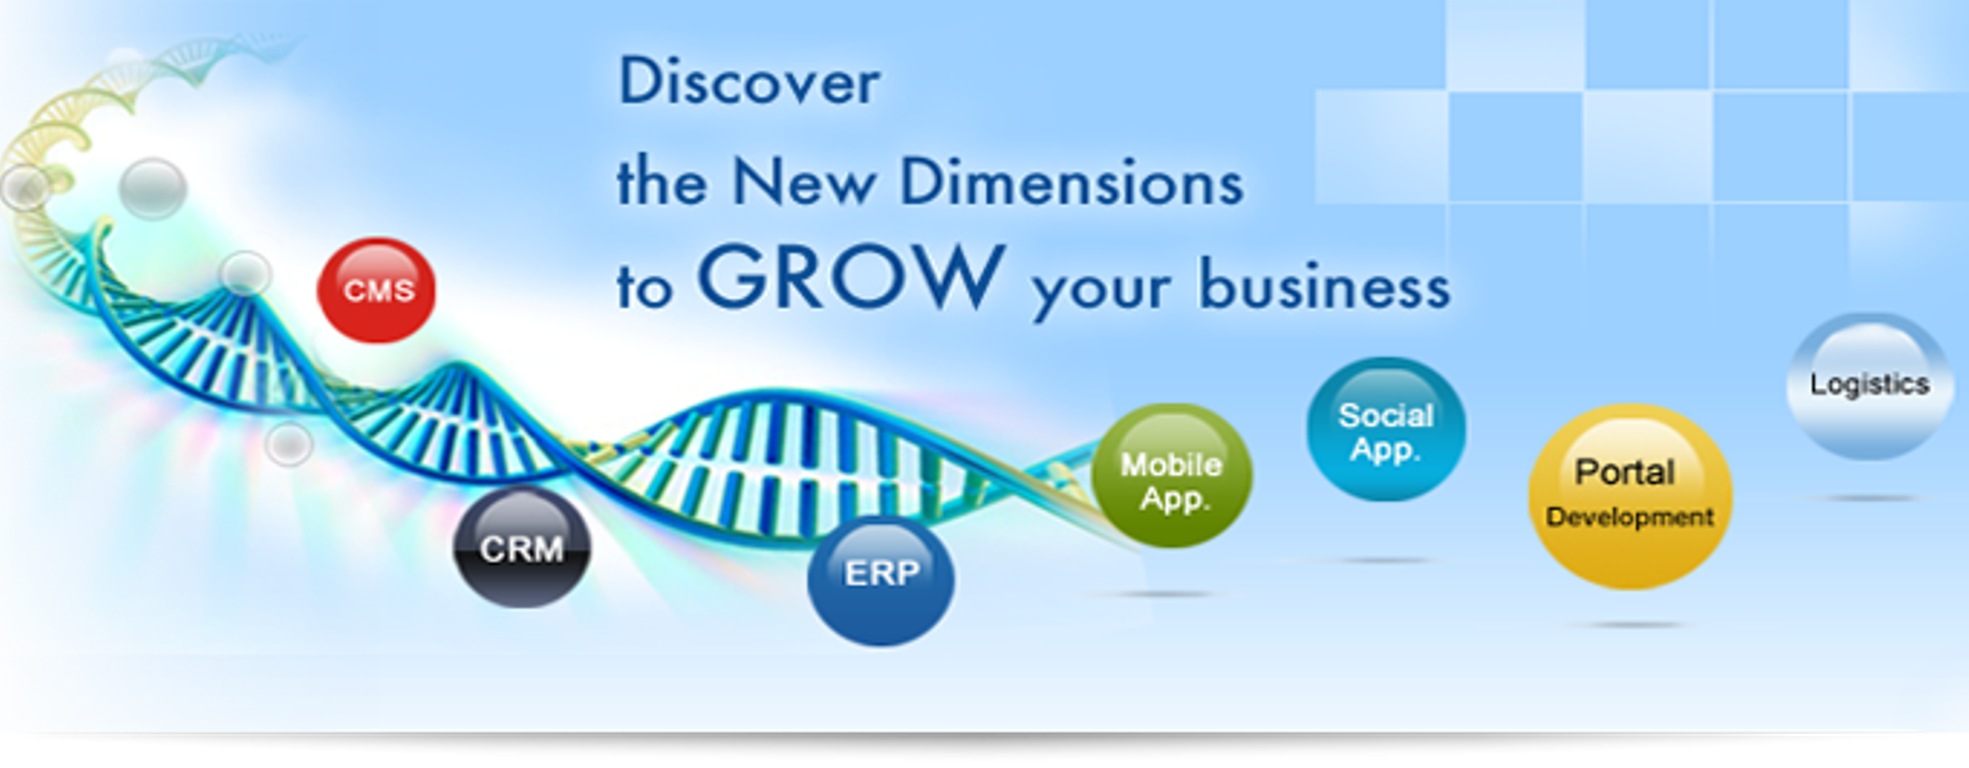 Discover
the New Dimensions
to GROW your business
CMS
CRM
ERP
Mobile
App.
Social
App.
Portal
Development
Logistics